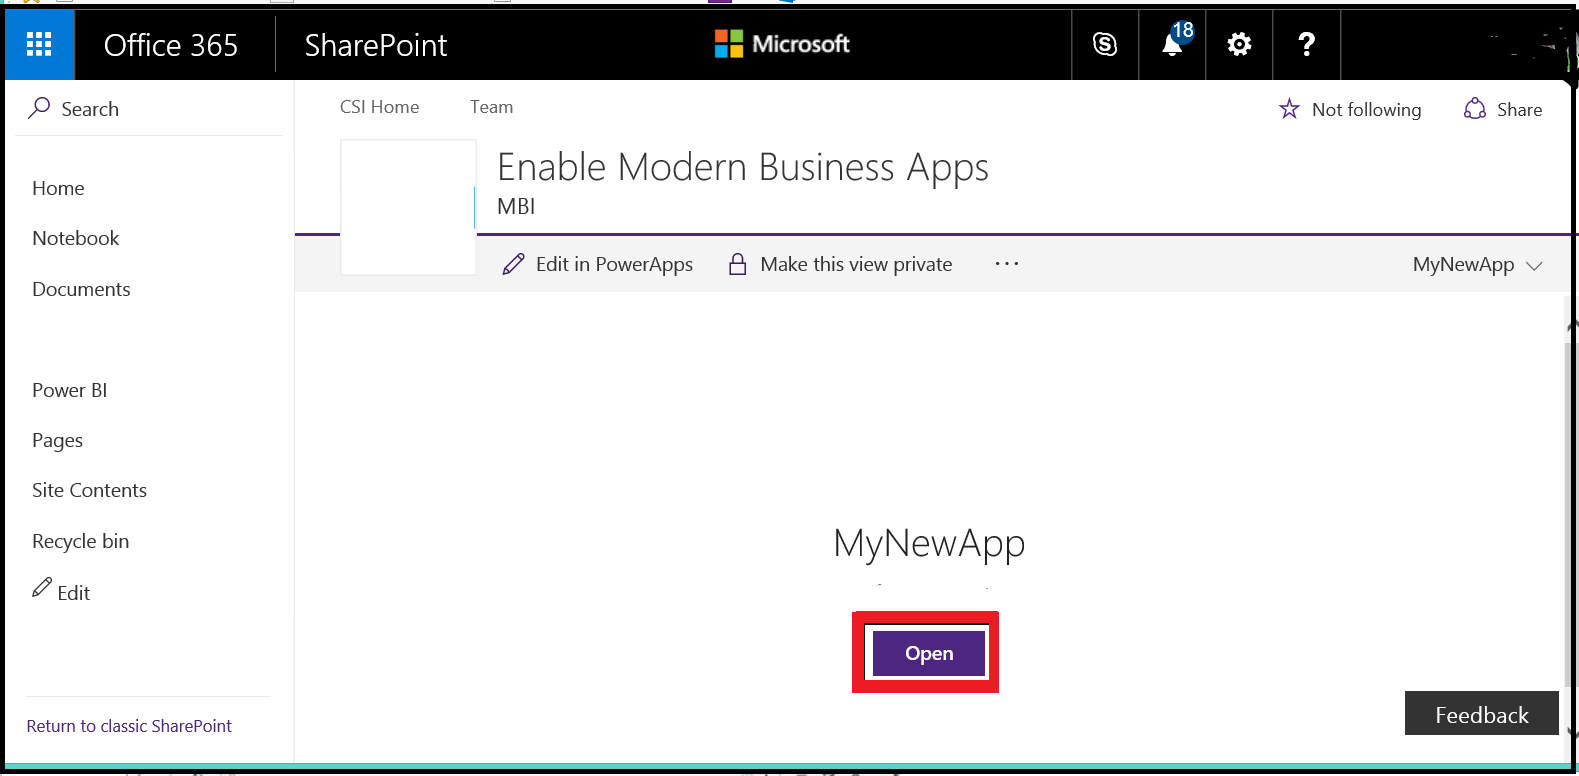 Office 365
SharePoint
Microsoft
18
?
Search
CSI Home
Team
Not following
Share
Enable Modern Business Apps
MBI
Home
Notebook
Documents
Edit in PowerApps
Make this view private
...
MyNewApp
Power BI
Pages
Site Contents
Recycle bin
Edit
MyNewApp
Open
Return to classic SharePoint
Feedback